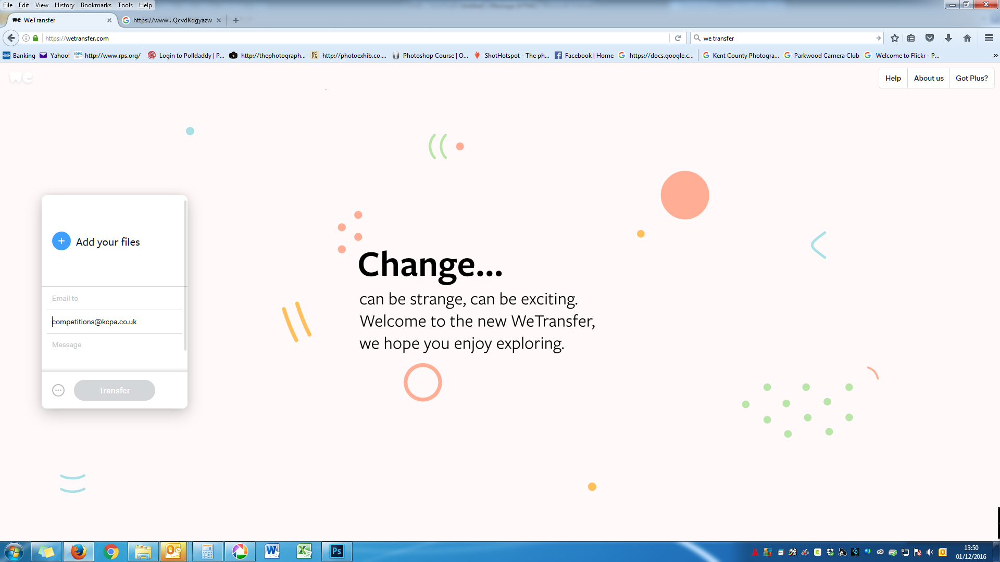 File Edit View History Bookmarks Tools Help
WeTransfer
https://www...QcvdKdgyazw
https://wetransfer.com
we transfer
Banking Yahoo! http://www.rps.org/ Login to Polldaddy | P... http://thephotograph... http://photoexhib.co.... Photoshop Course | O... ShotHotspot - The ph... Facebook | Home https://docs.google.c... Kent County Photogra... Parkwood Camera Club Welcome to Flickr - P...
we
Help About us Got Plus?
Add your files
Email to
competitions@kcpa.co.uk
Message
Transfer
Change...
can be strange, can be exciting.
Welcome to the new WeTransfer,
we hope you enjoy exploring.
Ps
13:50
01/12/2016